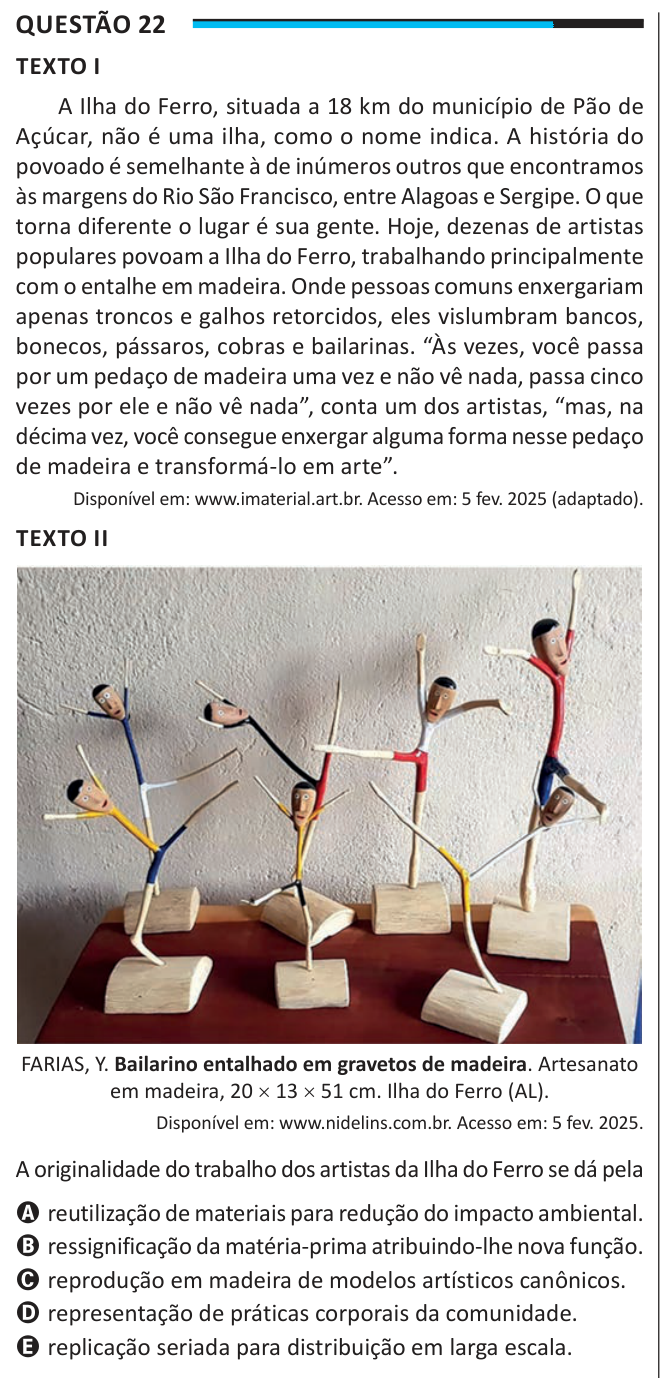 QUESTÃO 22
TEXTO I
A Ilha do Ferro, situada a 18 km do município de Pão de
Açúcar, não é uma ilha, como o nome indica. A história do
povoado é semelhante à de inúmeros outros que encontramos
às margens do Rio São Francisco, entre Alagoas e Sergipe. O que
torna diferente o lugar é sua gente. Hoje, dezenas de artistas
populares povoam a Ilha do Ferro, trabalhando principalmente
com o entalhe em madeira. Onde pessoas comuns enxergariam
apenas troncos e galhos retorcidos, eles vislumbram bancos,
bonecos, pássaros, cobras e bailarinas. “Às vezes, você passa
por um pedaço de madeira uma vez e não vê nada, passa cinco
vezes por ele e não vê nada”, conta um dos artistas, “mas, na
décima vez, você consegue enxergar alguma forma nesse pedaço
de madeira e transformá-lo em arte”.
Disponível em: www.imaterial.art.br. Acesso em: 5 fev. 2025 (adaptado).
TEXTO II
FARIAS, Y. Bailarino entalhado em gravetos de madeira. Artesanato
em madeira, 20 × 13 × 51 cm. Ilha do Ferro (AL).
Disponível em: www.nidelins.com.br. Acesso em: 5 fev. 2025.
A originalidade do trabalho dos artistas da Ilha do Ferro se dá pela
A reutilização de materiais para redução do impacto ambiental.
B ressignificação da matéria-prima atribuindo-lhe nova função.
C reprodução em madeira de modelos artísticos canônicos.
D representação de práticas corporais da comunidade.
E replicação seriada para distribuição em larga escala.